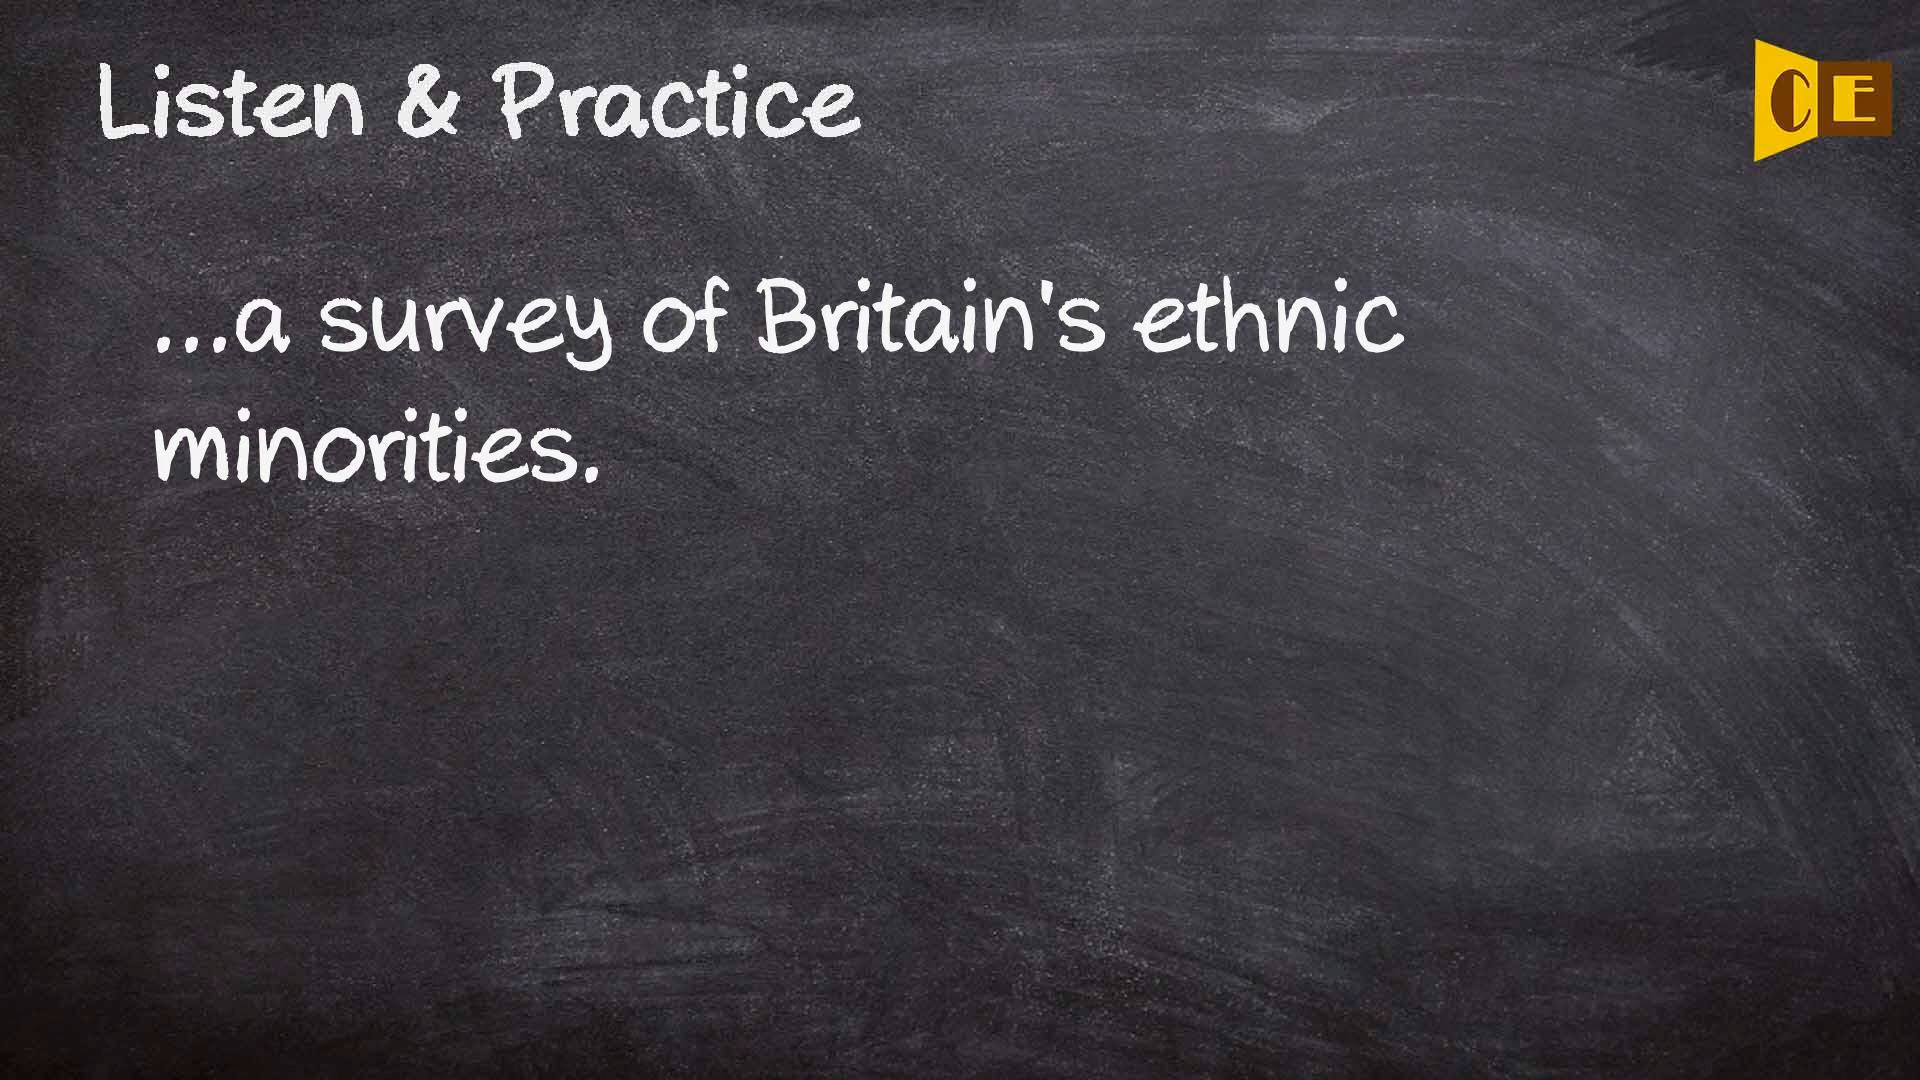 Listen & Practice
CE
...a survey of Britain's ethnic
minorities.